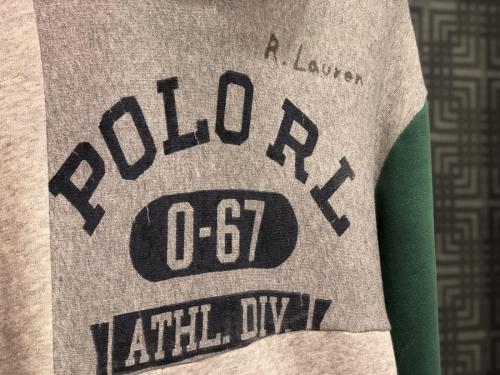 R. Lauren
POLO RL
0-67
ATHL. DIV.